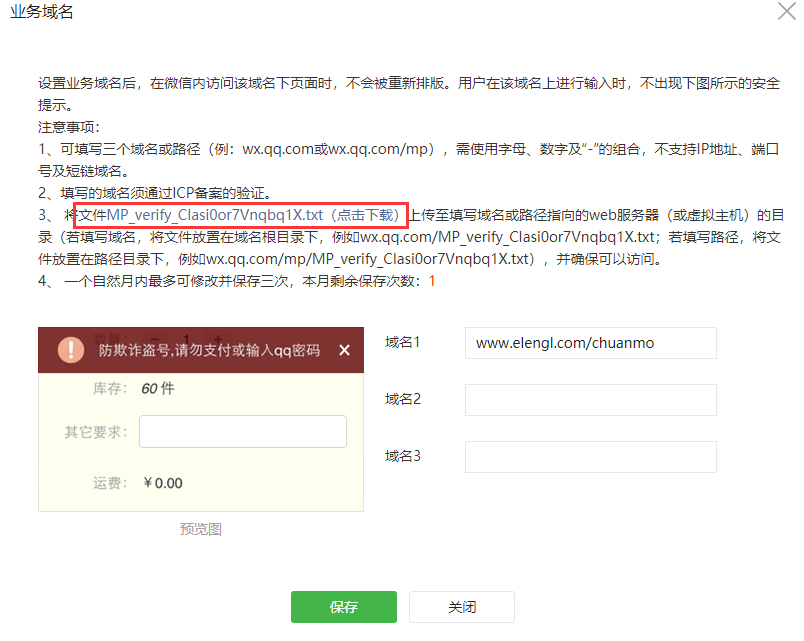 业务域名
设置业务域名后，在微信内访问该域名下页面时，不会被重新排版。用户在该域名上进行输入时，不出现下图所示的安全
提示。
注意事项：
1、可填写三个域名或路径（例：wx.qq.com或wx.qq.com/mp），需使用字母、数字及“-”的组合，不支持IP地址、端口
号及短链域名。
2、填写的域名须通过ICP备案的验证。
3、 将文件MP_verify_Clasi0or7Vnqbq1X.txt（点击下载）上传至填写域名或路径指向的web服务器（或虚拟主机）的目
录（若填写域名，将文件放置在域名根目录下，例如wx.qq.com/MP_verify_Clasi0or7Vnqbq1X.txt；若填写路径，将文
件放置在路径目录下，例如wx.qq.com/mp/MP_verify_Clasi0or7Vnqbq1X.txt），并确保可以访问。
4、 一个自然月内最多可修改并保存三次，本月剩余保存次数：1
防欺诈盗号,请勿支付或输入qq密码
库存： 60 件
其它要求：
运费： ￥0.00
预览图
域名1 www.elengl.com/chuanmo
域名2
域名3
保存 关闭